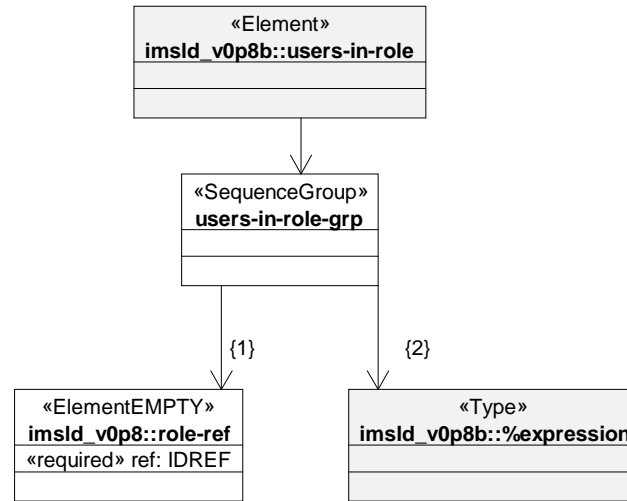 «Element»
imsld_v0p8b::users-in-role
«SequenceGroup»
users-in-role-grp
{1}
{2}
«ElementEMPTY»
imsld_v0p8::role-ref
«required» ref: IDREF
«Type»
imsld_v0p8b::%expression